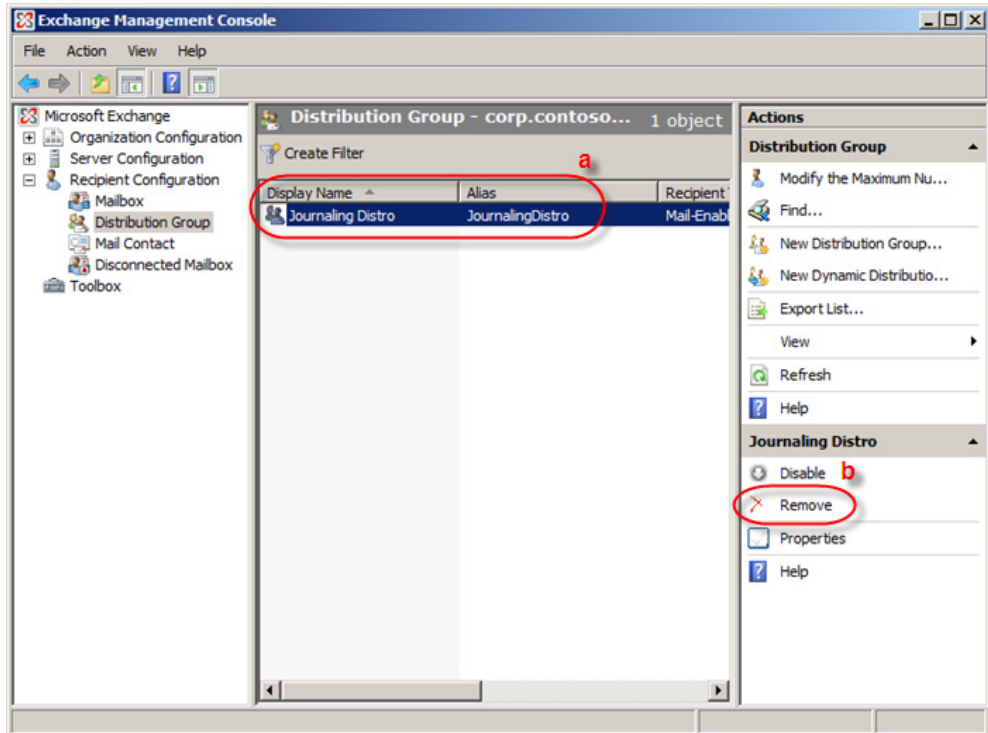 Exchange Management Console
File Action View Help
Microsoft Exchange
Organization Configuration
Server Configuration
Recipient Configuration
Mailbox
Distribution Group
Mail Contact
Disconnected Mailbox
Toolbox
Distribution Group - corp.contoso... 1 object
Create Filter
a
Display Name Alias Recipient
Journaling Distro JournalingDistro Mail-Enabl
Actions
Distribution Group
Modify the Maximum Nu...
Find...
New Distribution Group...
New Dynamic Distributio...
Export List...
View
Refresh
Help
Journaling Distro
Disable b
Remove
Properties
Help